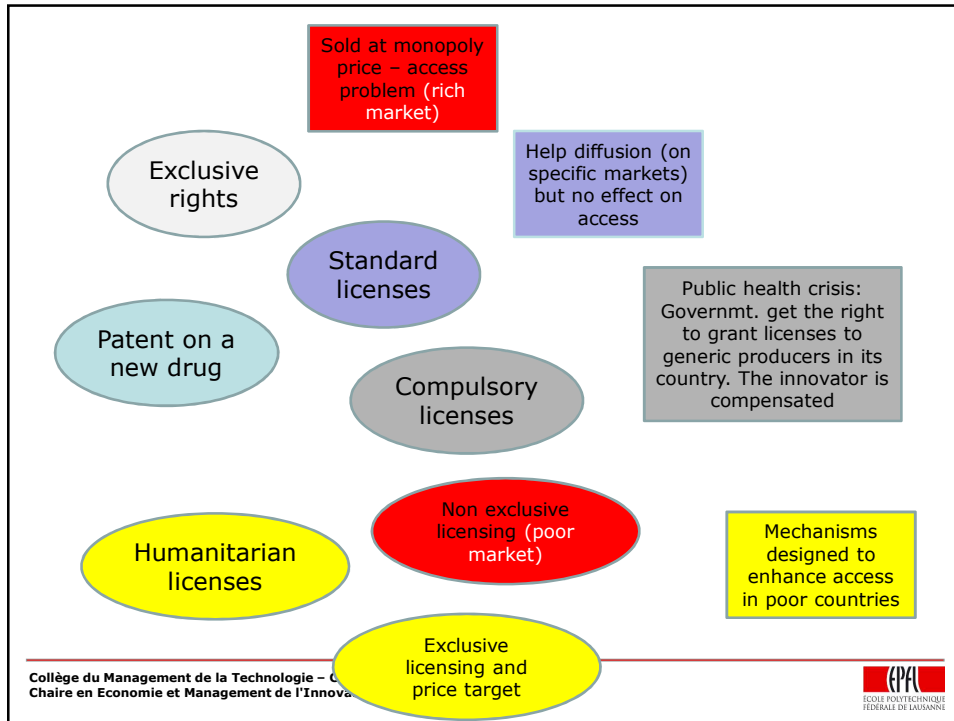 Sold at monopoly
price – access
problem (rich
market)
Exclusive
rights
Help diffusion (on
specific markets)
but no effect on
access
Standard
licenses
Patent on a
new drug
Public health crisis:
Governmt. get the right
to grant licenses to
generic producers in its
country. The innovator is
compensated
Compulsory
licenses
Non exclusive
licensing (poor
market)
Humanitarian
licenses
Mechanisms
designed to
enhance access
in poor countries
Exclusive
licensing and
price target
Collège du Management de la Technologie –
Chaire en Economie et Management de l'Innova
EPFL
ÉCOLE POLYTECHNIQUE
FÉDÉRALE DE LAUSANNE